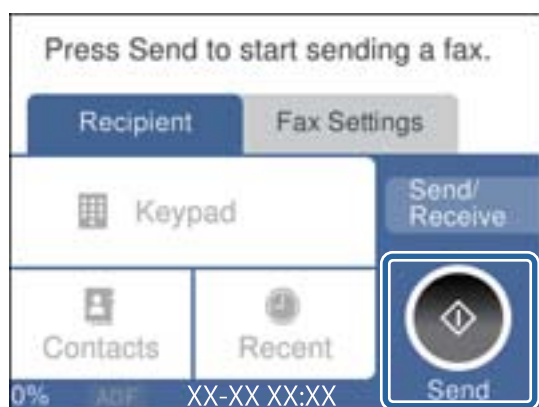 Press Send to start sending a fax.
Recipient
Fax Settings
Keypad
Send/
Receive
Contacts
Recent
Send
0%
ADF
XX-XX XX:XX